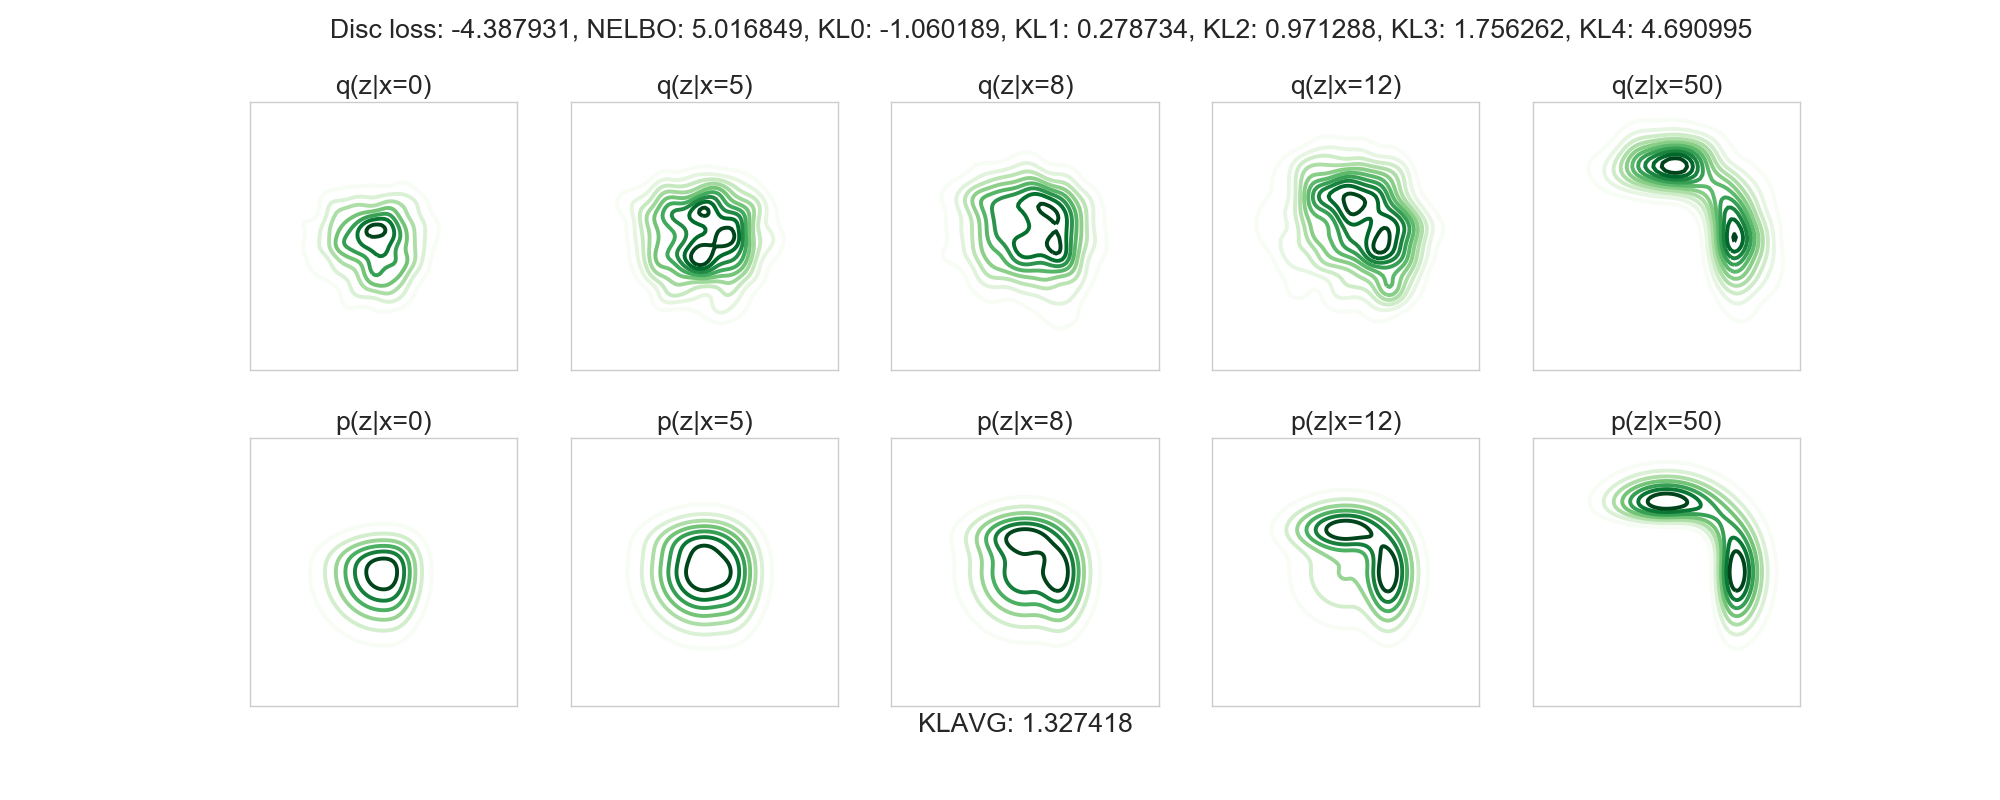 Disc loss: -4.387931, NELBO: 5.016849, KL0: -1.060189, KL1: 0.278734, KL2: 0.971288, KL3: 1.756262, KL4: 4.690995
q(z|x=0) q(z|x=5) q(z|x=8) q(z|x=12) q(z|x=50)
p(z|x=0) p(z|x=5) p(z|x=8) p(z|x=12) p(z|x=50)
KLAVG: 1.327418